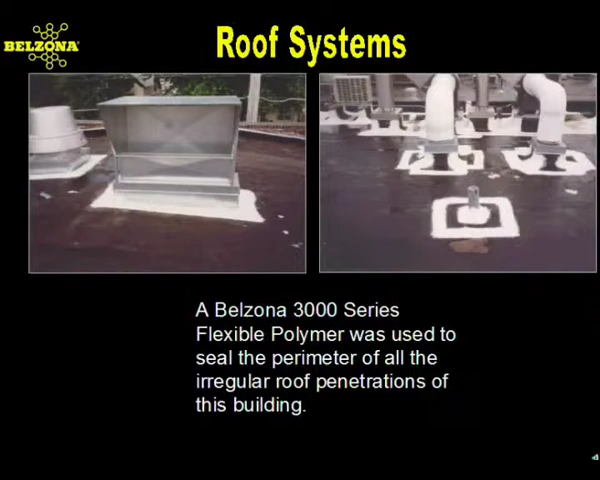 BELZONA
Roof Systems
A Belzona 3000 Series
Flexible Polymer was used to
seal the perimeter of all the
irregular roof penetrations of
this building.